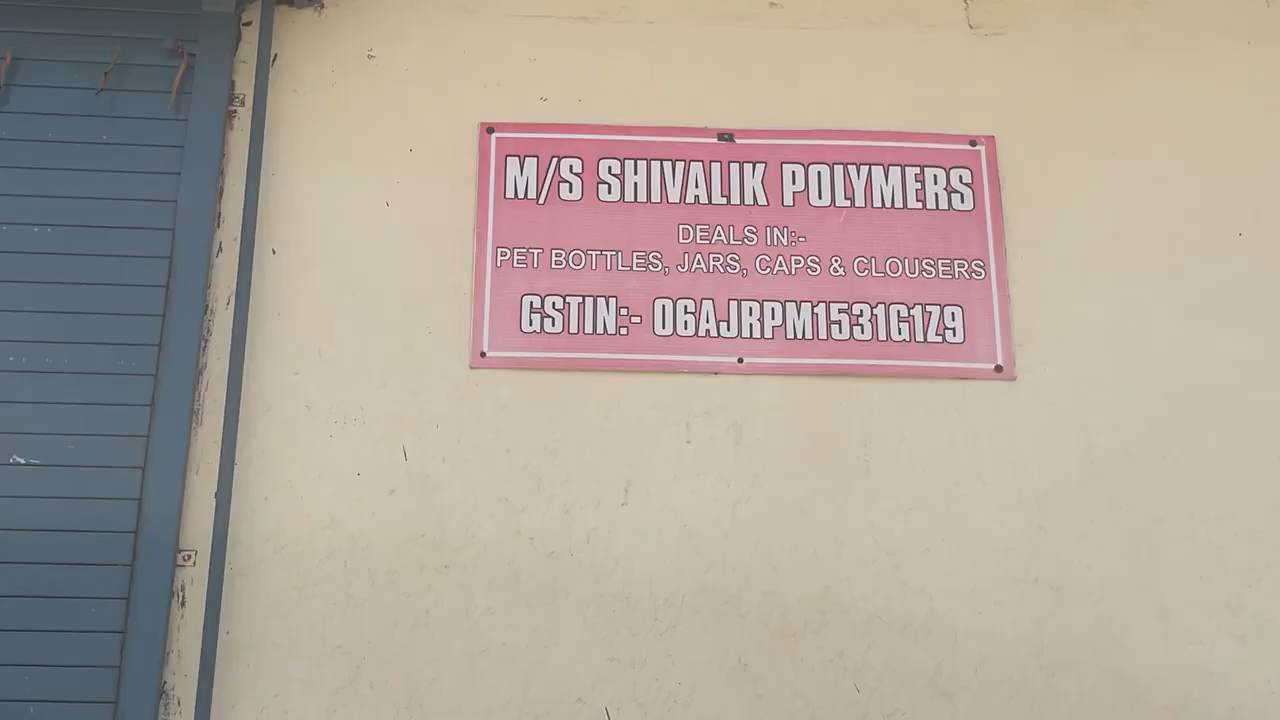 M/S SHIVALIK POLYMERS
DEALS IN:-
PET BOTTLES, JARS, CAPS & CLOUSERS
GSTIN:- 06AJRPM1531G1Z9